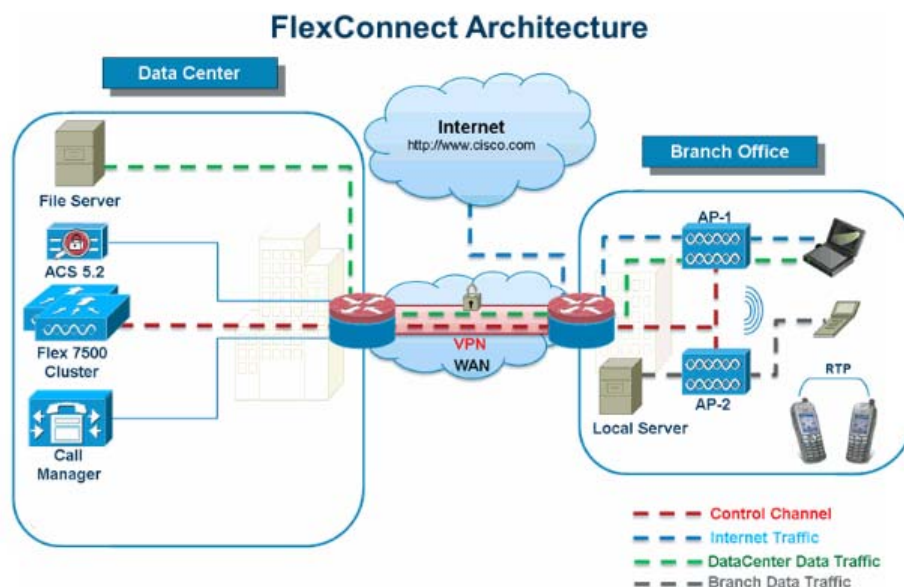 FlexConnect Architecture
Data Center
Internet
http://www.cisco.com
Branch Office
File Server
AP-1
ACS 5.2
Flex 7500
Cluster
VPN
WAN
Call
Manager
Local Server
AP-2
RTP
Control Channel
Internet Traffic
DataCenter Data Traffic
Branch Data Traffic